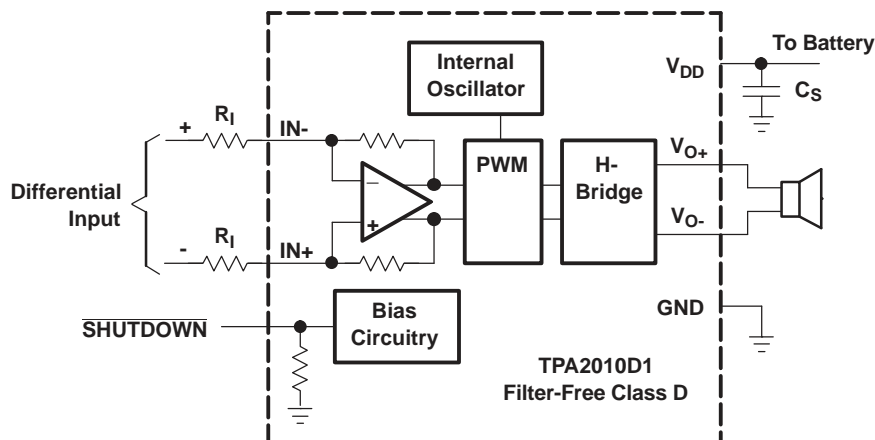 To Battery
Internal
Oscillator
VDD
CS
+
RI
IN-
PWM
H-
Bridge
VO+
–
Differential
Input
+
VO-
-
RI
IN+
SHUTDOWN
Bias
Circuitry
GND
TPA2010D1
Filter-Free Class D